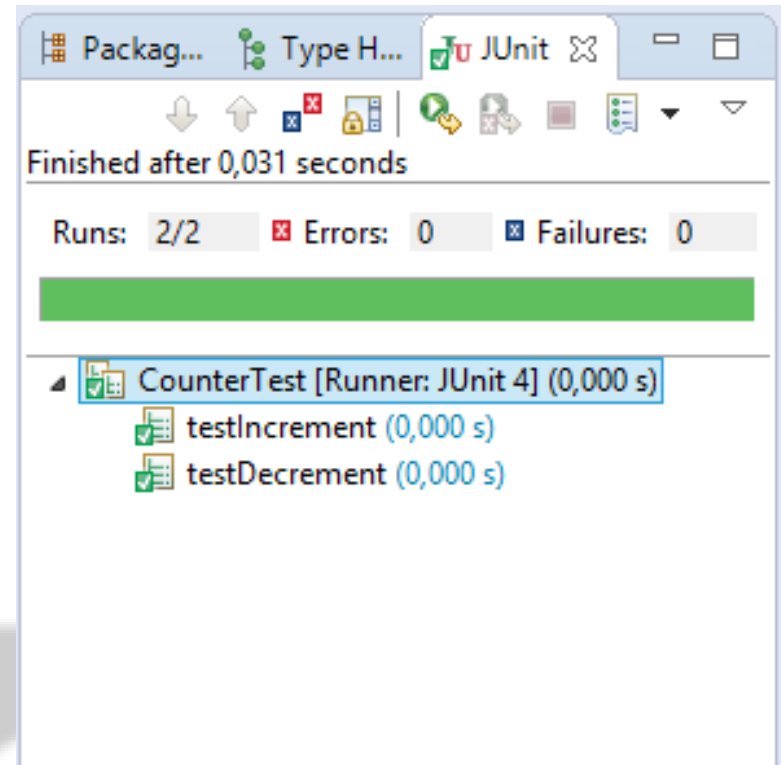 Packag... Type H... JUnit
Finished after 0,031 seconds
Runs: 2/2 Errors: 0 Failures: 0
CounterTest [Runner: JUnit 4] (0,000 s)
testIncrement (0,000 s)
testDecrement (0,000 s)